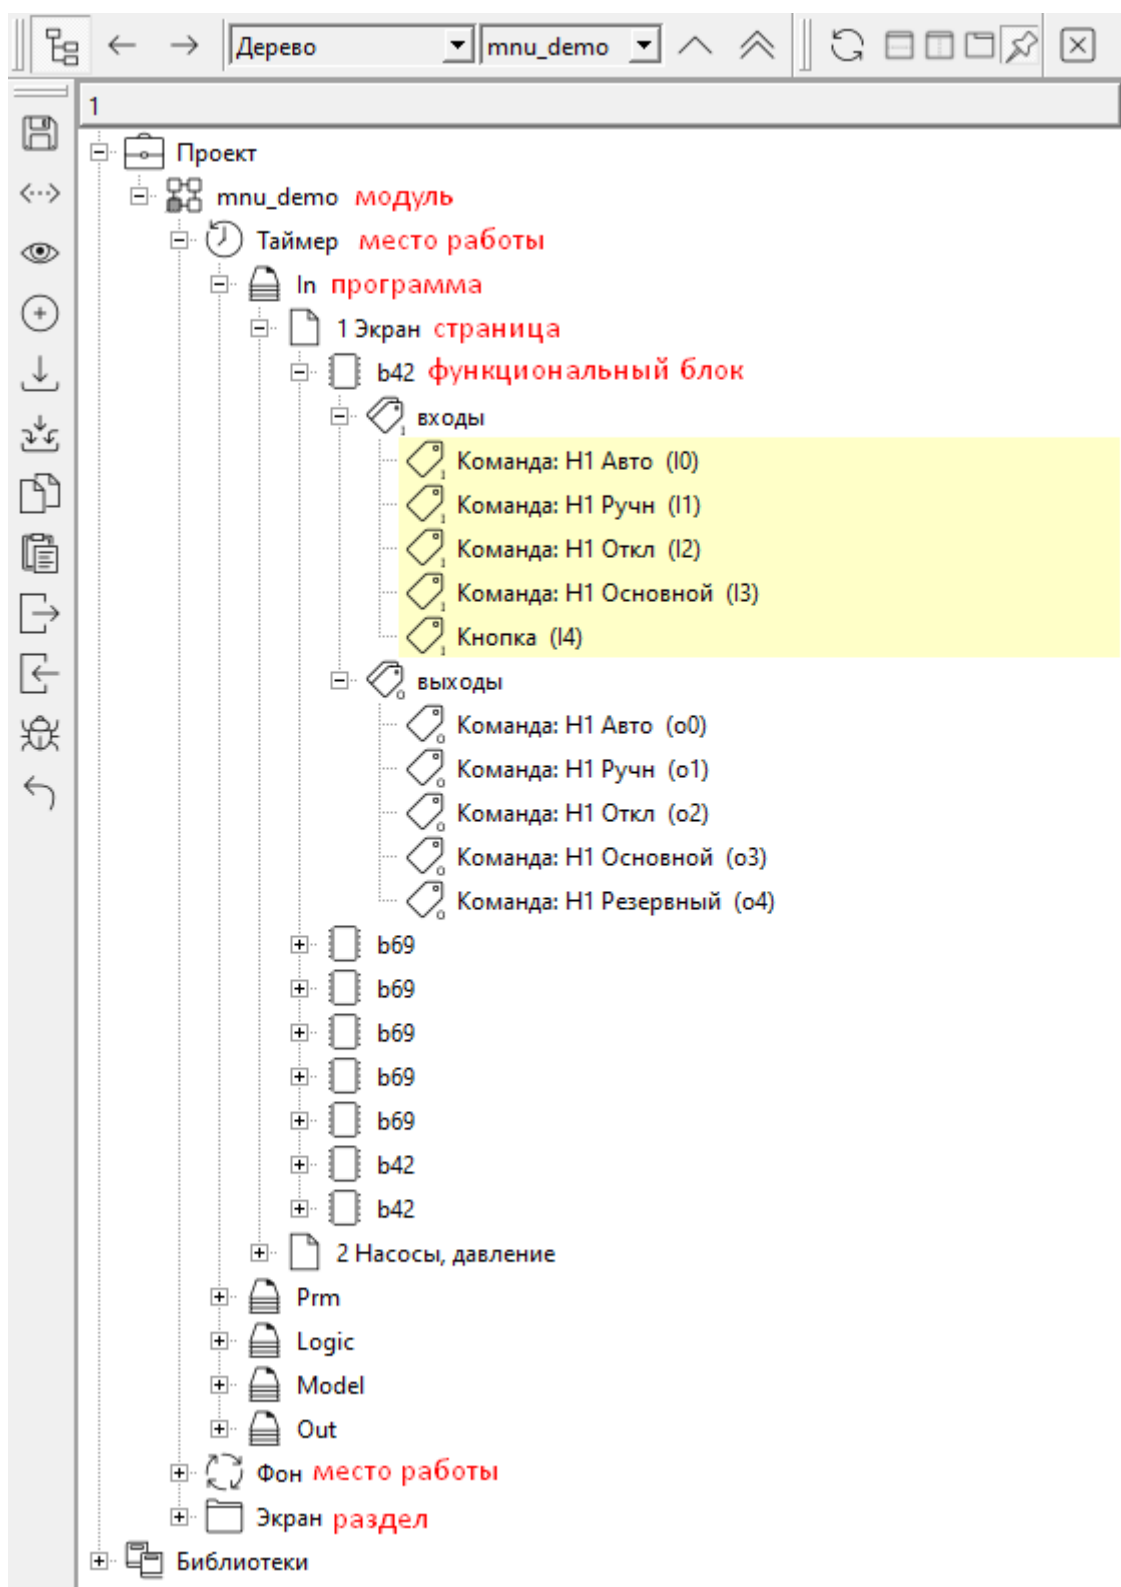 Дерево mnu_demo
1
Проект
mnu_demo модуль
Таймер место работы
In программа
1 Экран страница
b42 функциональный блок
входы
Команда: Н1 Авто (I0)
Команда: Н1 Ручн (I1)
Команда: Н1 Откл (I2)
Команда: Н1 Основной (I3)
Кнопка (I4)
выходы
Команда: Н1 Авто (o0)
Команда: Н1 Ручн (o1)
Команда: Н1 Откл (o2)
Команда: Н1 Основной (o3)
Команда: Н1 Резервный (o4)
b69
b69
b69
b69
b69
b42
b42
2 Насосы, давление
Prm
Logic
Model
Out
Фон место работы
Экран раздел
Библиотеки